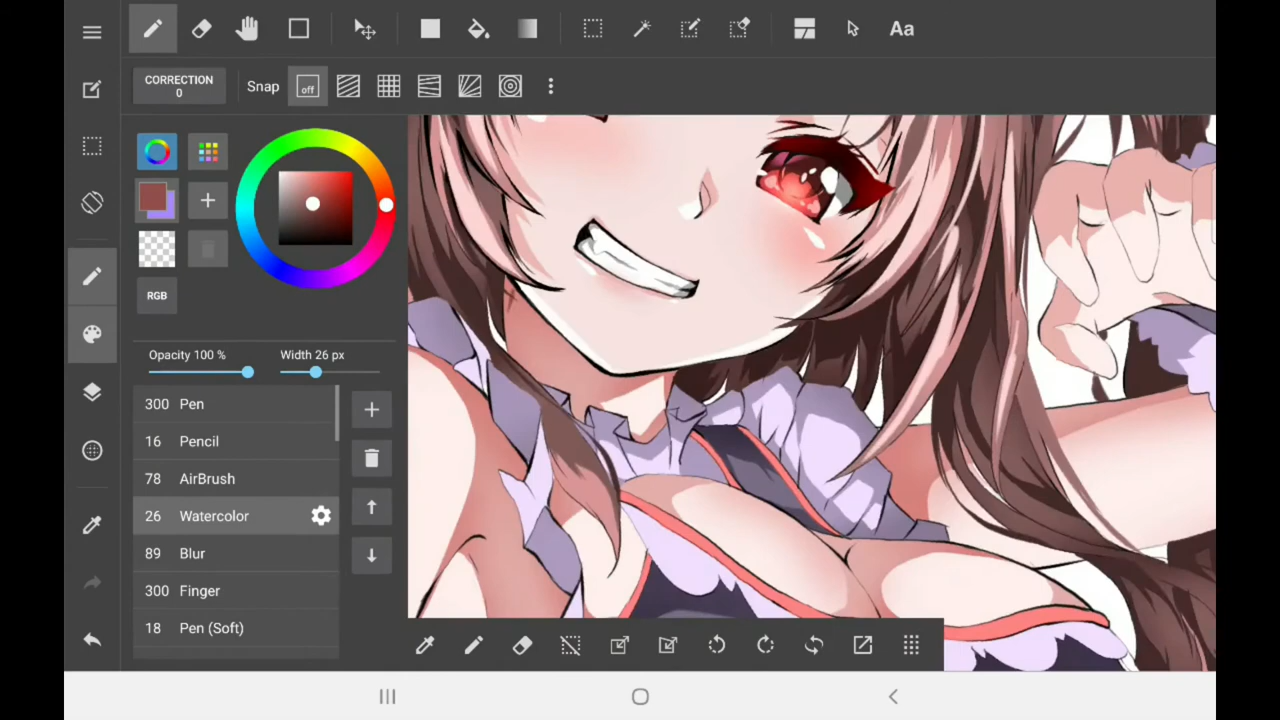 Aa
CORRECTION
0
Snap
off
RGB
Opacity 100 %
Width 26 px
300 Pen
16 Pencil
78 AirBrush
26 Watercolor
89 Blur
300 Finger
18 Pen (Soft)